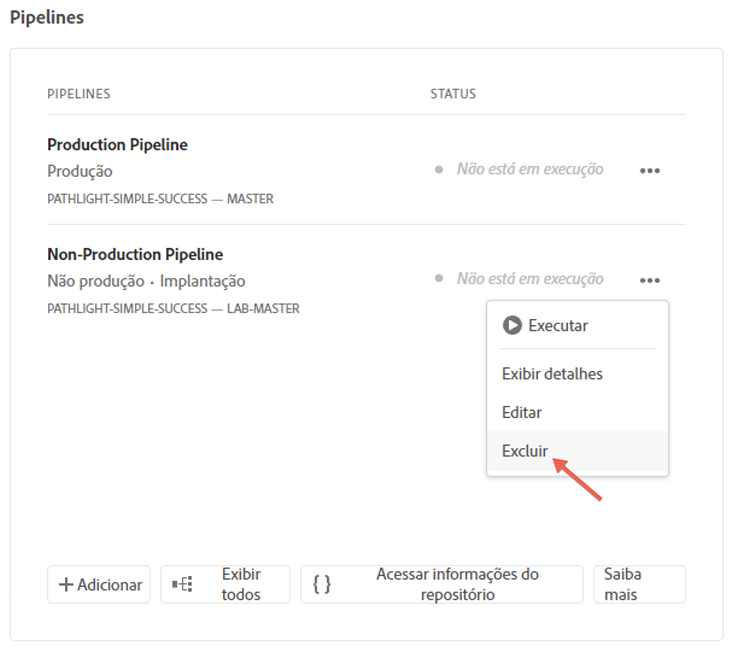 Pipelines
PIPELINES STATUS
Production Pipeline
Produção
Não está em execução
PATHLIGHT-SIMPLE-SUCCESS — MASTER
Non-Production Pipeline
Não produção • Implantação
Não está em execução
PATHLIGHT-SIMPLE-SUCCESS — LAB-MASTER
Executar
Exibir detalhes
Editar
Excluir
Adicionar
Exibir
todos
Acessar informações do
repositório
Saiba
mais